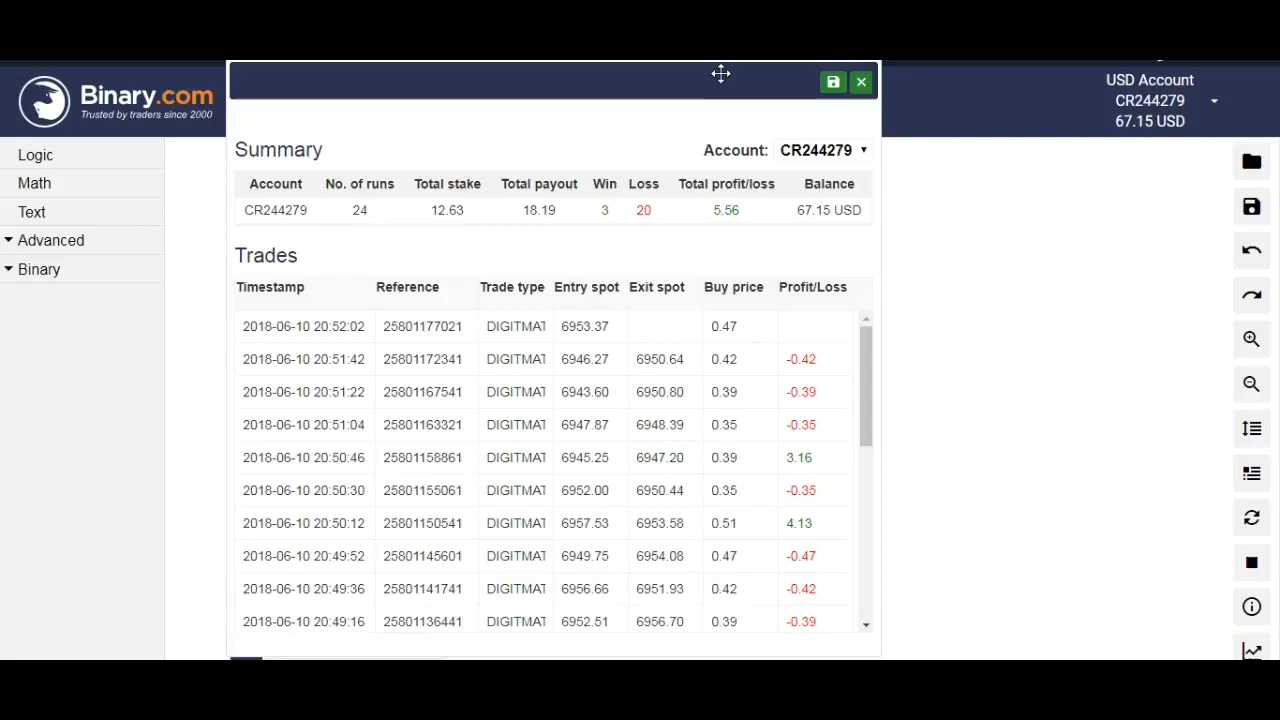 Binary.com
Trusted by traders since 2000
USD Account
CR244279
67.15 USD
Logic
Math
Text
Advanced
Binary
Summary
Account: CR244279
Account No. of runs Total stake Total payout Win Loss Total profit/loss Balance
CR244279 24 12.63 18.19 3 20 5.56 67.15 USD
Trades
Timestamp Reference Trade type Entry spot Exit spot Buy price Profit/Loss
2018-06-10 20:52:02 25801177021 DIGITMAT 6953.37 0.47
2018-06-10 20:51:42 25801172341 DIGITMAT 6946.27 6950.64 0.42 -0.42
2018-06-10 20:51:22 25801167541 DIGITMAT 6943.60 6950.80 0.39 -0.39
2018-06-10 20:51:04 25801163321 DIGITMAT 6947.87 6948.39 0.35 -0.35
2018-06-10 20:50:46 25801158861 DIGITMAT 6945.25 6947.20 0.39 3.16
2018-06-10 20:50:30 25801155061 DIGITMAT 6952.00 6950.44 0.35 -0.35
2018-06-10 20:50:12 25801150541 DIGITMAT 6957.53 6953.58 0.51 4.13
2018-06-10 20:49:52 25801145601 DIGITMAT 6949.75 6954.08 0.47 -0.47
2018-06-10 20:49:36 25801141741 DIGITMAT 6956.66 6951.93 0.42 -0.42
2018-06-10 20:49:16 25801136441 DIGITMAT 6952.51 6956.70 0.39 -0.39